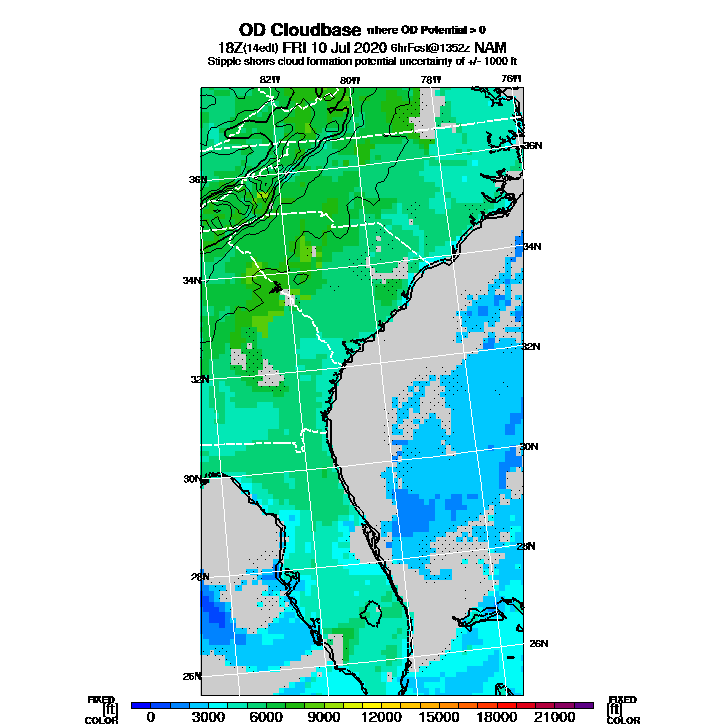 OD Cloudbase where OD Potential > 0
18Z(14edt) FRI 10 Jul 2020 6hrFcst@1352z NAM
Stipple shows cloud formation potential uncertainty of +/- 1000 ft
82W 80W 78W 76W
36N
36N
34N
34N
32N
32N
30N
30N
28N
28N
26N
26N
FIXED FIXED
[ft] [ft]
COLOR 0 3000 6000 9000 12000 15000 18000 21000 COLOR